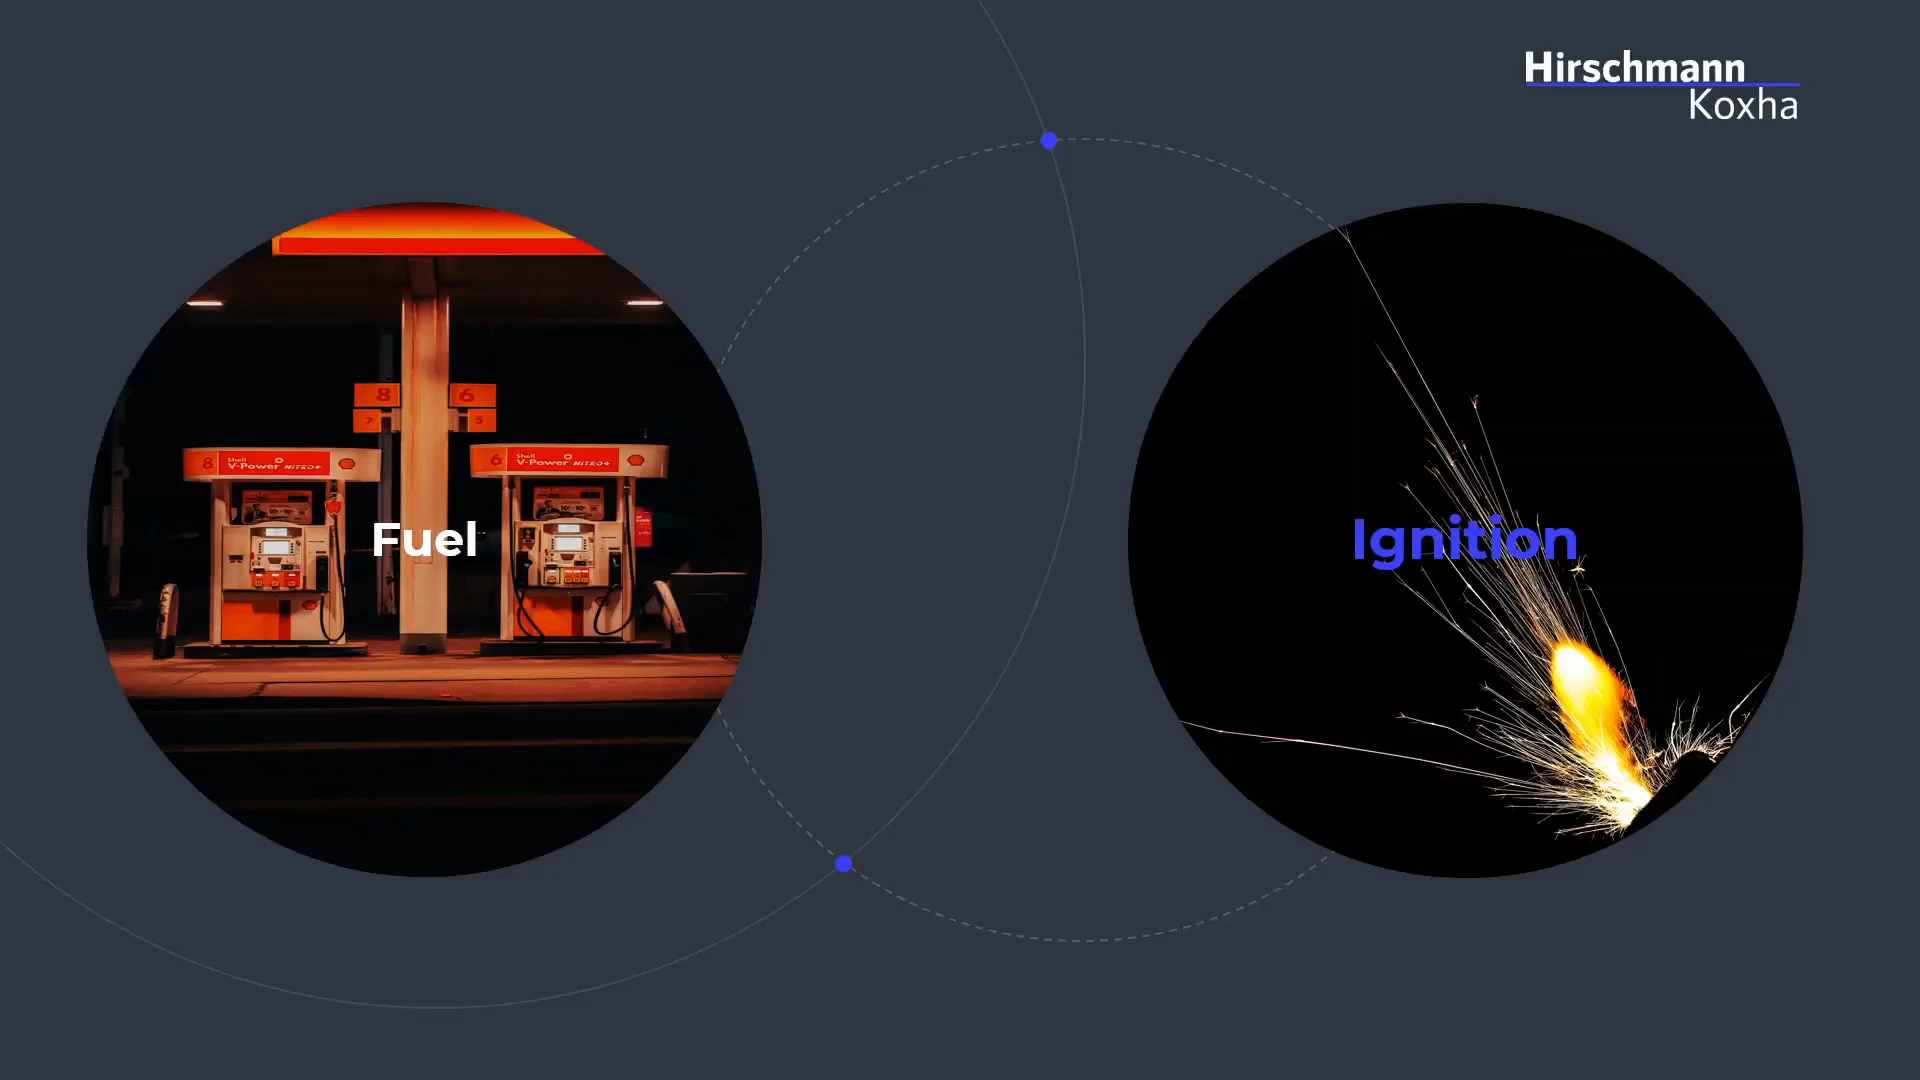 Hirschmann
Koxha
8
6
7
5
8
Shell
V-Power NITRO+
6
Shell
V-Power NITRO+
Fuel
Ignition